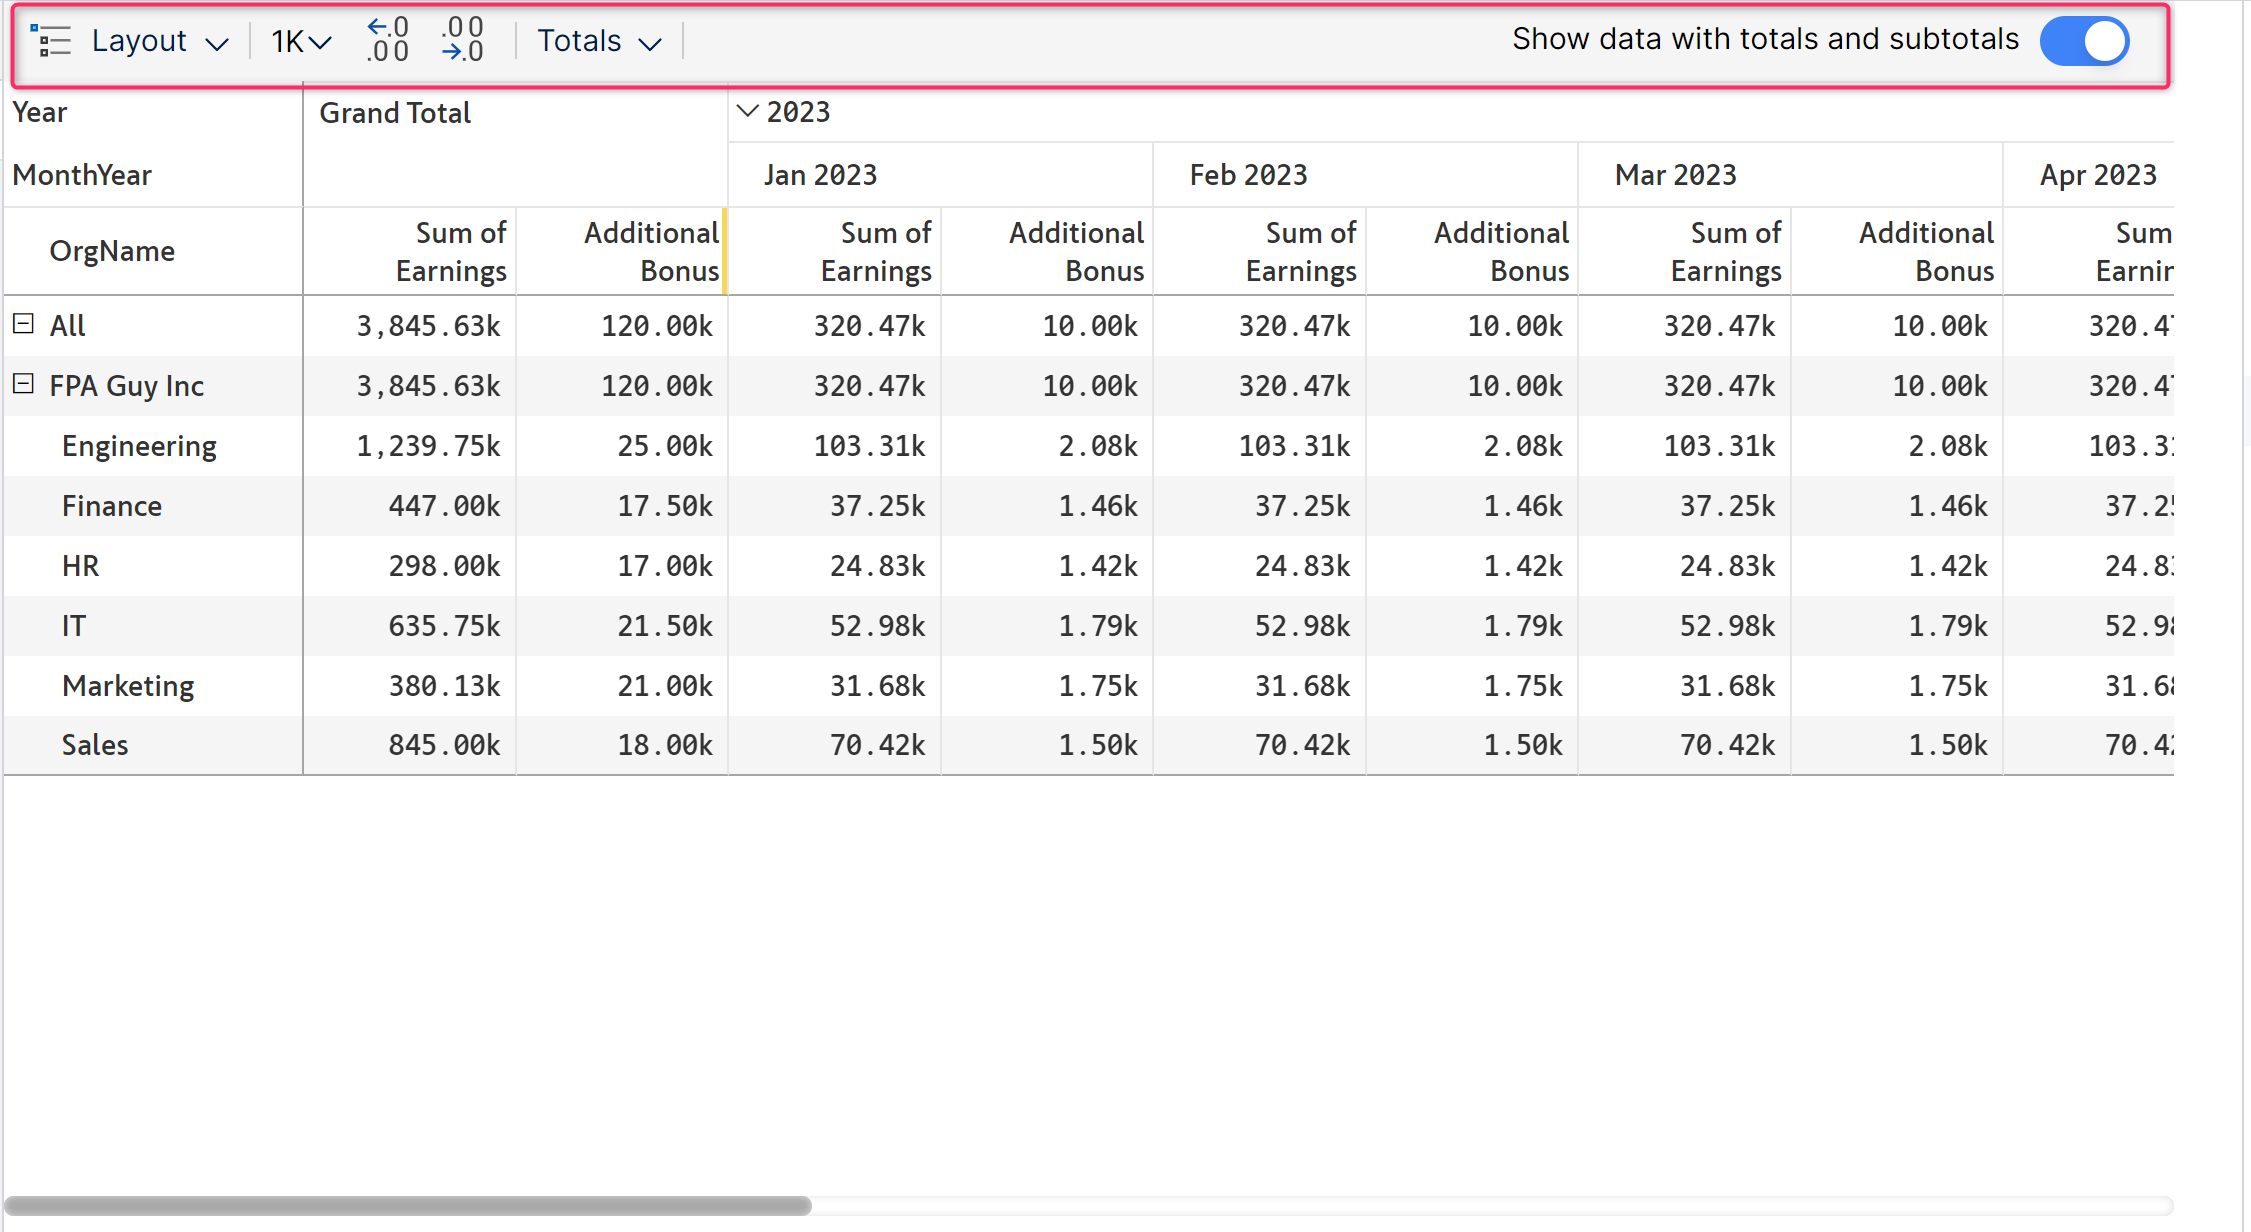 Layout 1K .0 .00 .00 .0 Totals Show data with totals and subtotals
Year Grand Total 2023
MonthYear Jan 2023 Feb 2023 Mar 2023 Apr 2023
OrgName Sum of Earnings Additional Bonus Sum of Earnings Additional Bonus Sum of Earnings Additional Bonus Sum of Earnings Additional Bonus Sum
All 3,845.63k 120.00k 320.47k 10.00k 320.47k 10.00k 320.47k 10.00k 320.4
FPA Guy Inc 3,845.63k 120.00k 320.47k 10.00k 320.47k 10.00k 320.47k 10.00k 320.4
Engineering 1,239.75k 25.00k 103.31k 2.08k 103.31k 2.08k 103.31k 2.08k 103.3
Finance 447.00k 17.50k 37.25k 1.46k 37.25k 1.46k 37.25k 1.46k 37.2
HR 298.00k 17.00k 24.83k 1.42k 24.83k 1.42k 24.83k 1.42k 24.8
IT 635.75k 21.50k 52.98k 1.79k 52.98k 1.79k 52.98k 1.79k 52.9
Marketing 380.13k 21.00k 31.68k 1.75k 31.68k 1.75k 31.68k 1.75k 31.6
Sales 845.00k 18.00k 70.42k 1.50k 70.42k 1.50k 70.42k 1.50k 70.4